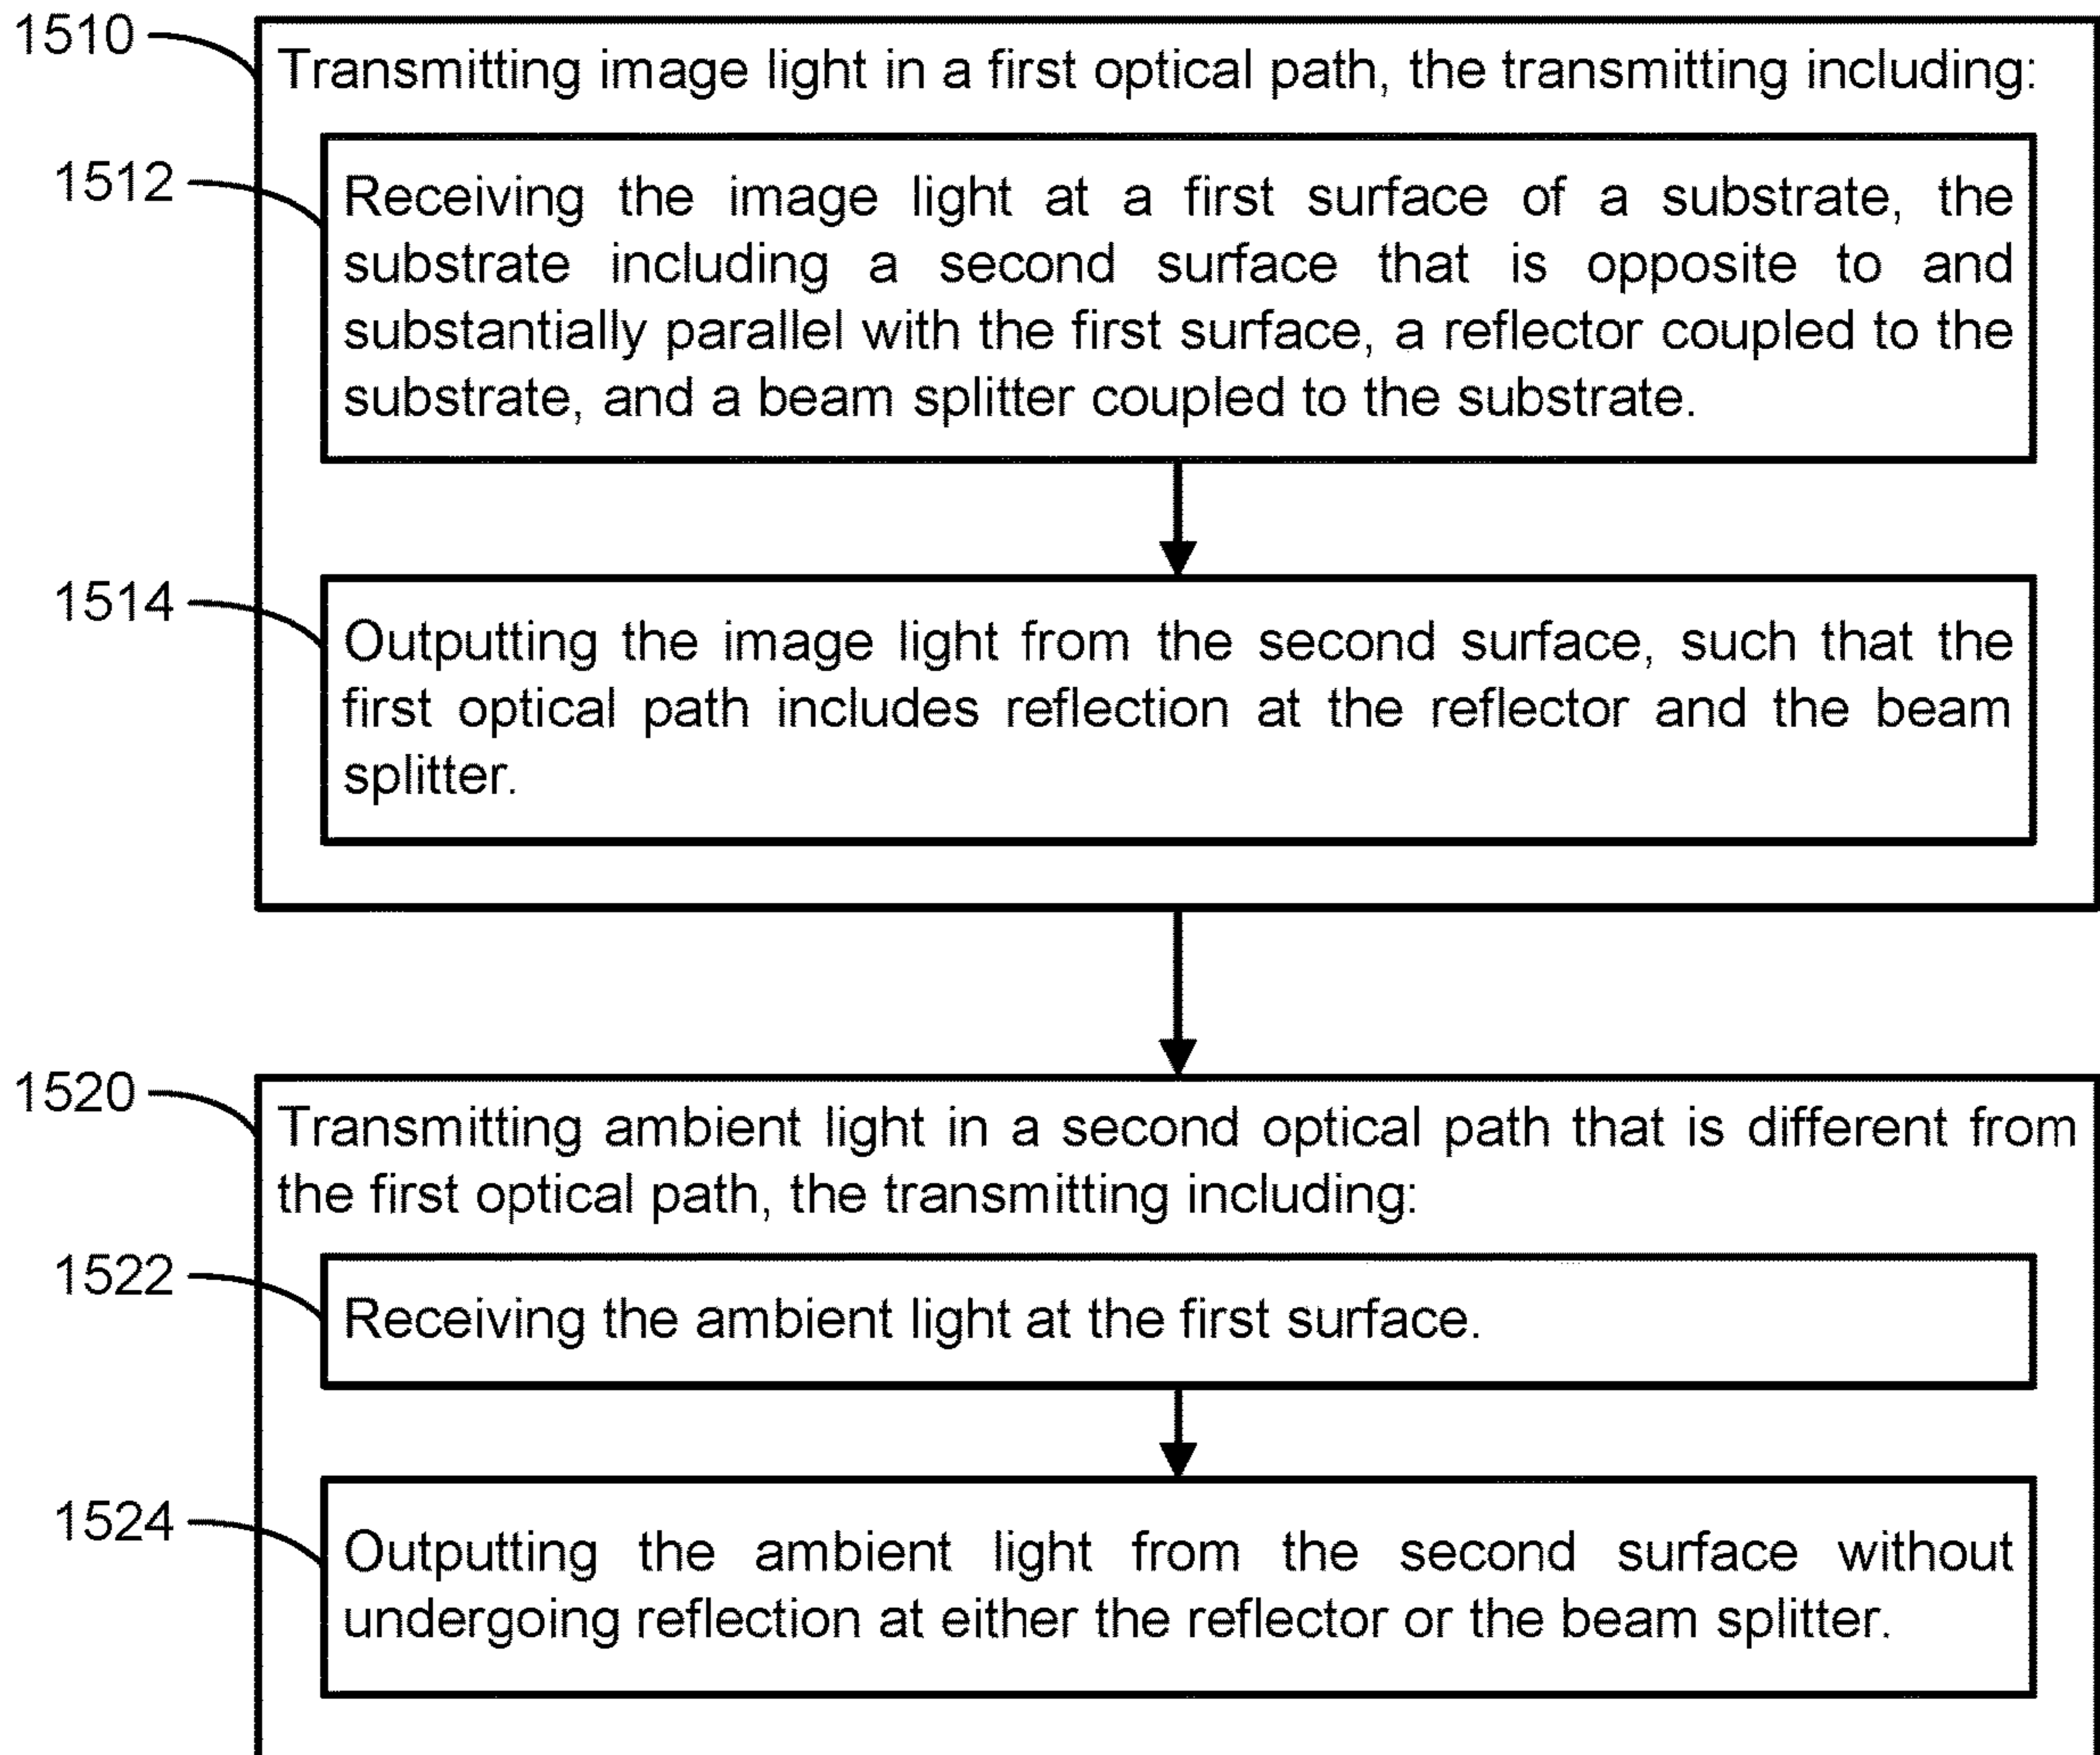 1510
Transmitting image light in a first optical path, the transmitting including:
1512
Receiving the image light at a first surface of a substrate, the
substrate including a second surface that is opposite to and
substantially parallel with the first surface, a reflector coupled to the
substrate, and a beam splitter coupled to the substrate.
1514
Outputting the image light from the second surface, such that the
first optical path includes reflection at the reflector and the beam
splitter.
1520
Transmitting ambient light in a second optical path that is different from
the first optical path, the transmitting including:
1522
Receiving the ambient light at the first surface.
1524
Outputting the ambient light from the second surface without
undergoing reflection at either the reflector or the beam splitter.